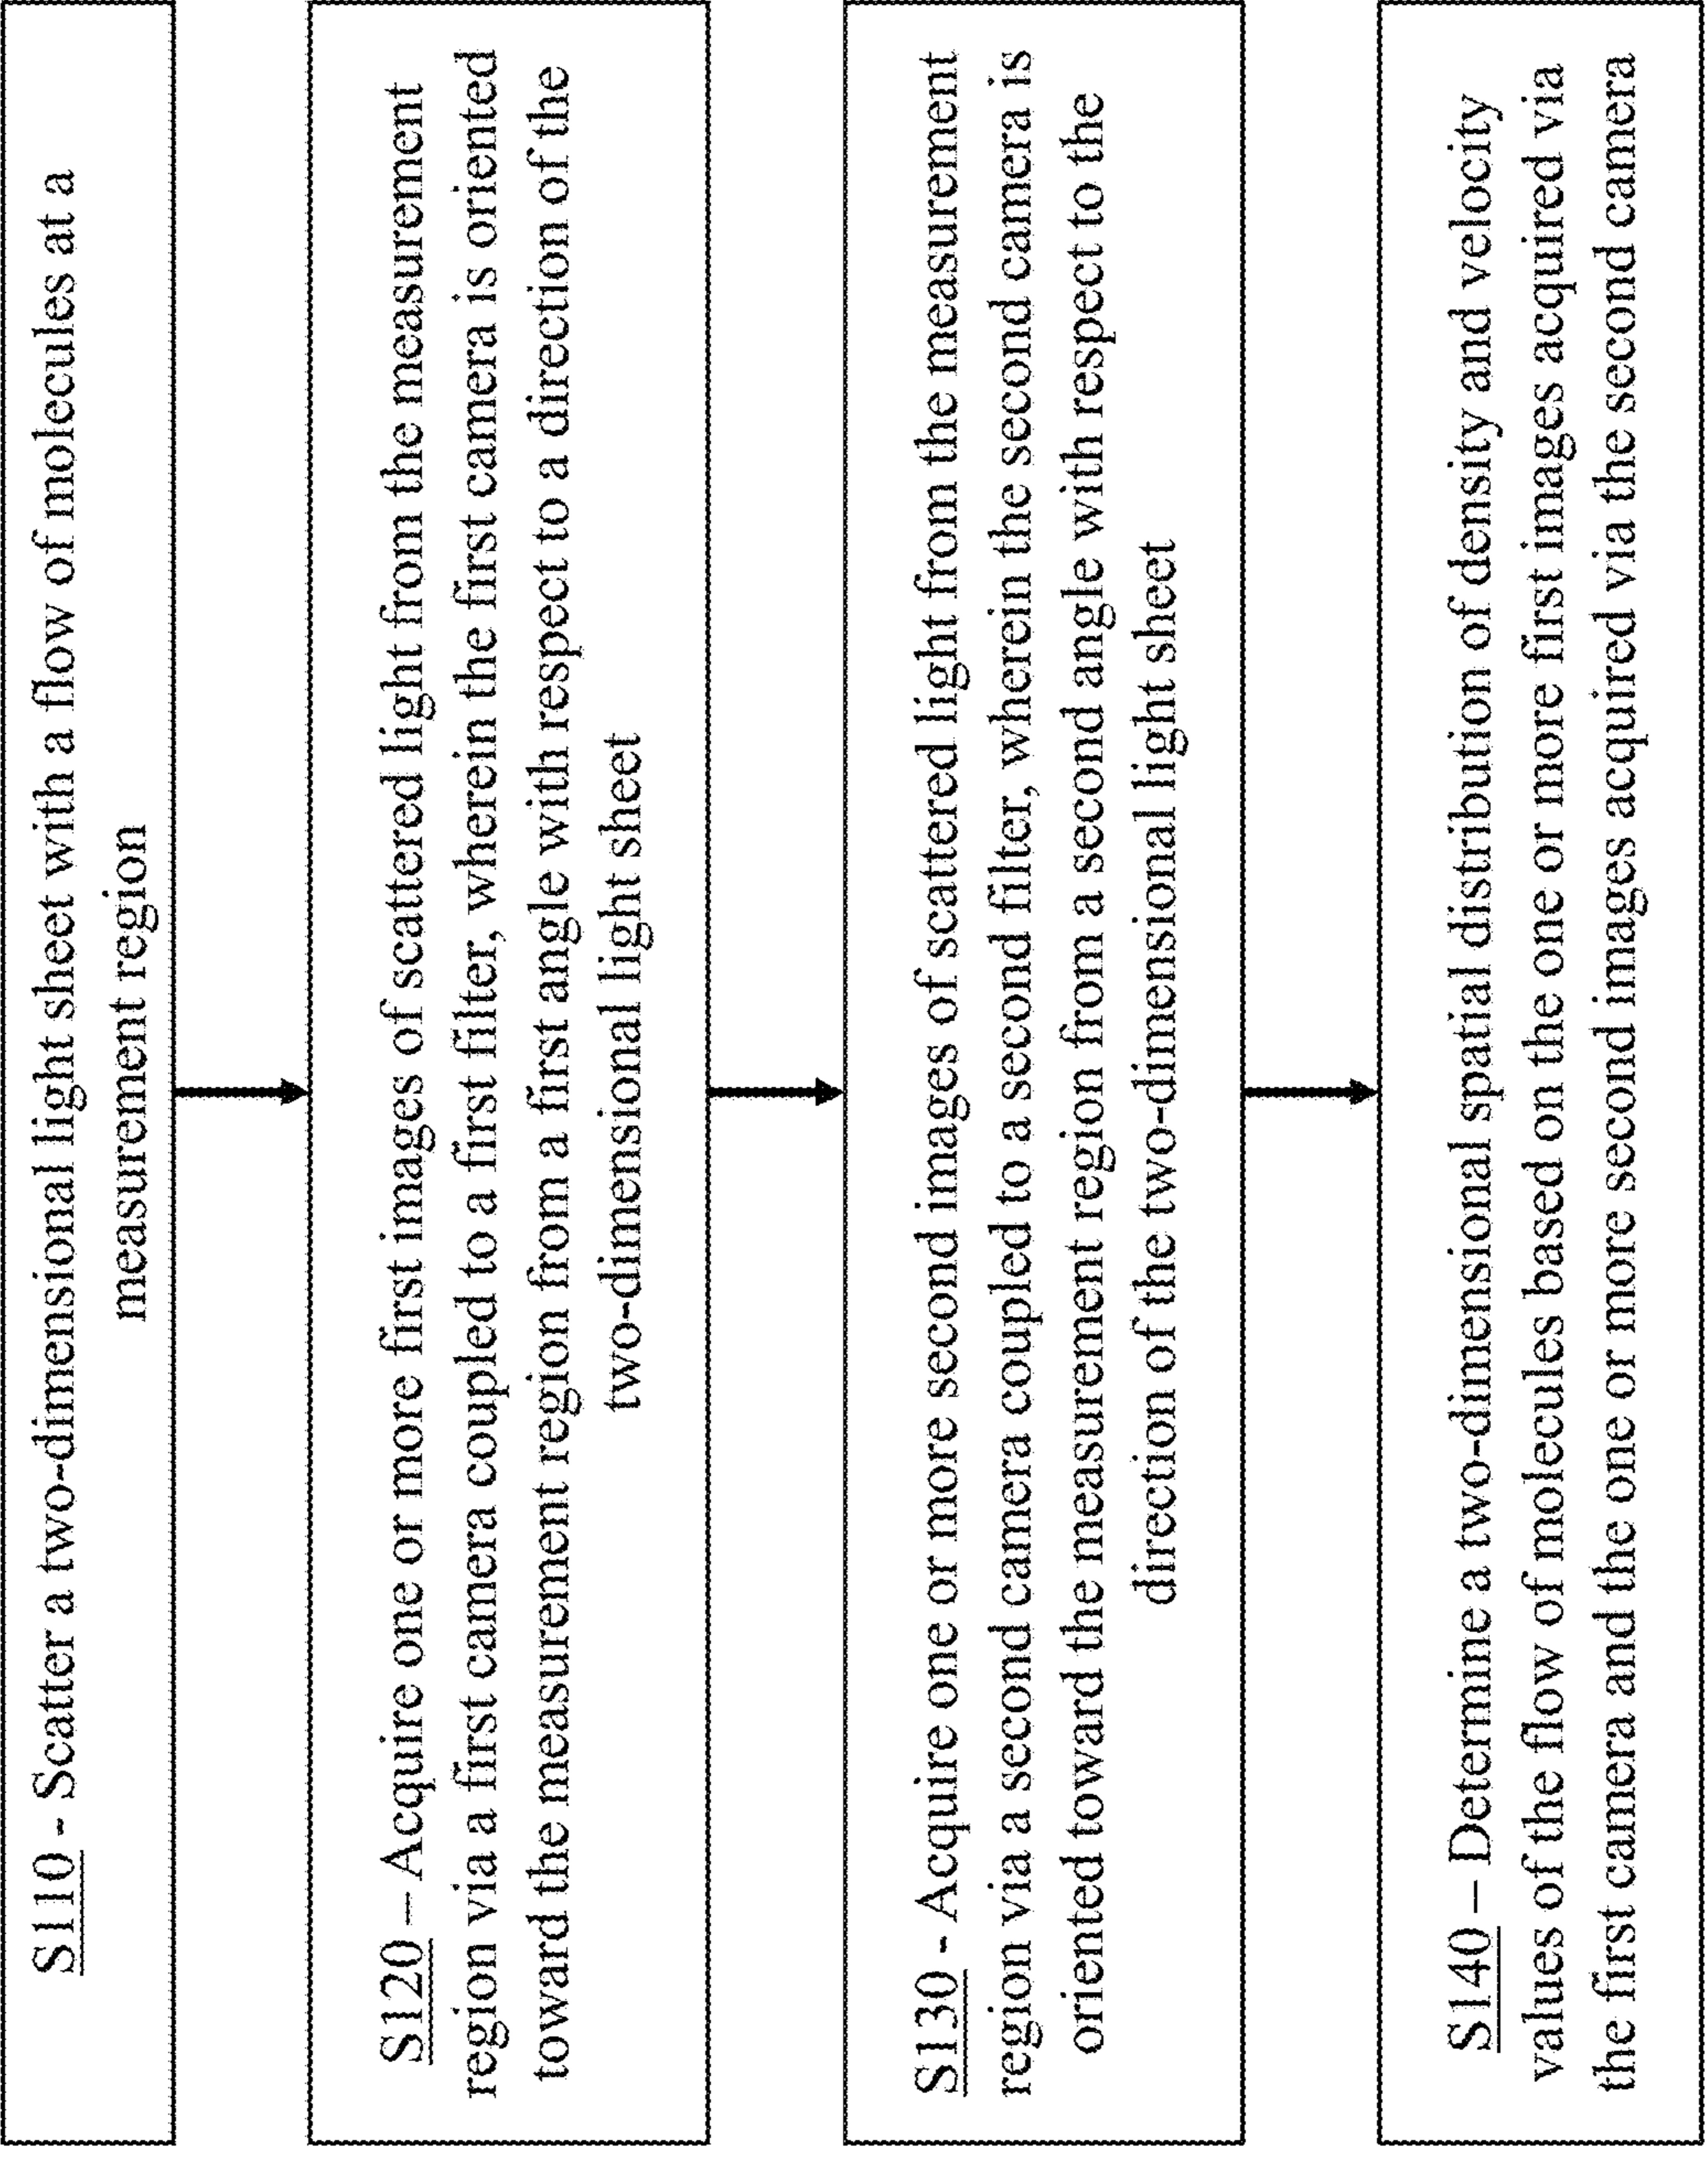 S110 - Scatter a two-dimensional light sheet with a flow of molecules at a
measurement region
S120 – Acquire one or more first images of scattered light from the measurement
region via a first camera coupled to a first filter, wherein the first camera is oriented
toward the measurement region from a first angle with respect to a direction of the
two-dimensional light sheet
S130 - Acquire one or more second images of scattered light from the measurement
region via a second camera coupled to a second filter, wherein the second camera is
oriented toward the measurement region from a second angle with respect to the
direction of the two-dimensional light sheet
S140 – Determine a two-dimensional spatial distribution of density and velocity
values of the flow of molecules based on the one or more first images acquired via
the first camera and the one or more second images acquired via the second camera